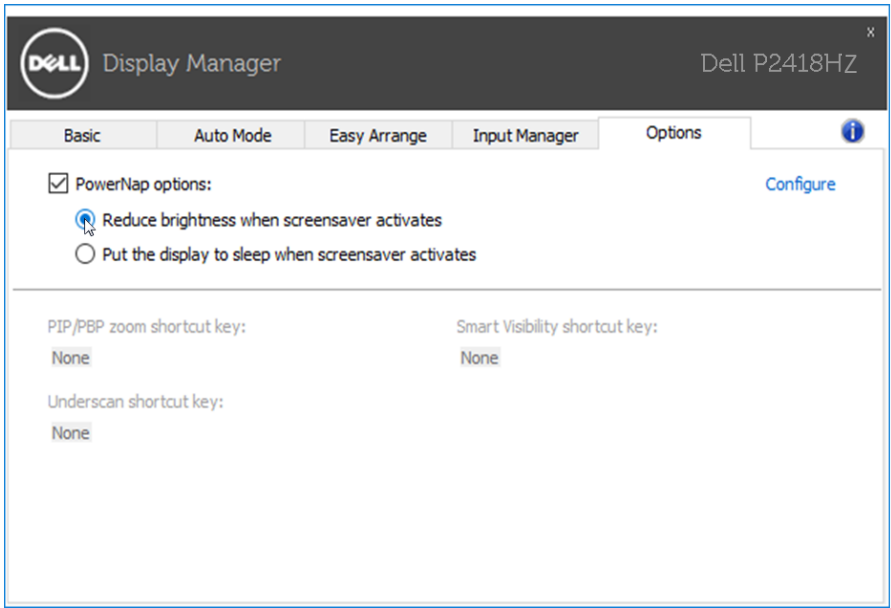 DELL Display Manager Dell P2418HZ x
Basic Auto Mode Easy Arrange Input Manager Options i
PowerNap options: Configure
Reduce brightness when screensaver activates
Put the display to sleep when screensaver activates
PIP/PBP zoom shortcut key: Smart Visibility shortcut key:
None None
Underscan shortcut key:
None